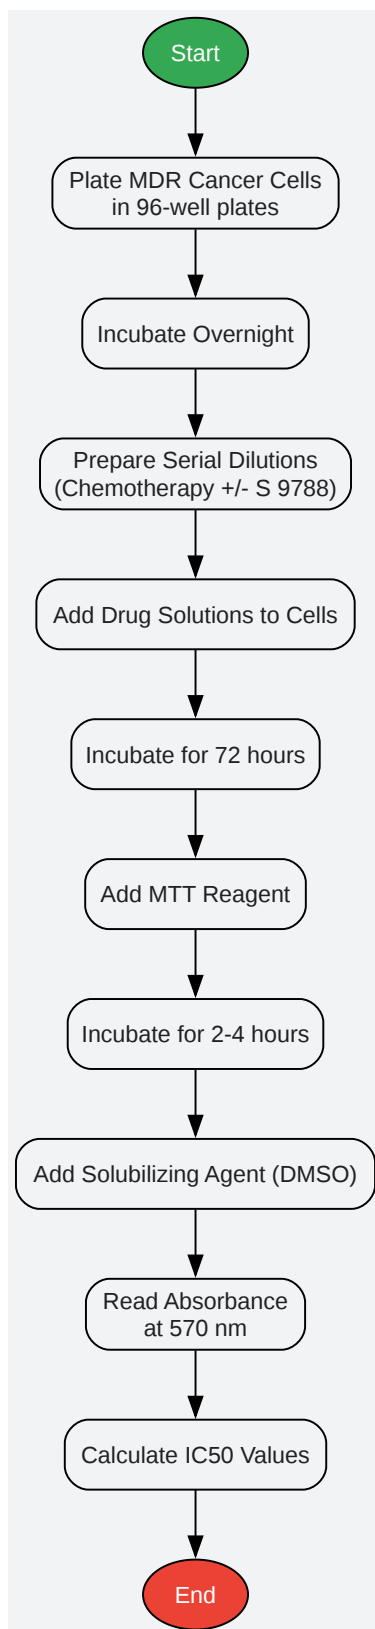 Start
Plate MDR Cancer Cells
in 96-well plates
Incubate Overnight
Prepare Serial Dilutions
(Chemotherapy +/- S 9788)
Add Drug Solutions to Cells
Incubate for 72 hours
Add MTT Reagent
Incubate for 2-4 hours
Add Solubilizing Agent (DMSO)
Read Absorbance
at 570 nm
Calculate IC50 Values
End